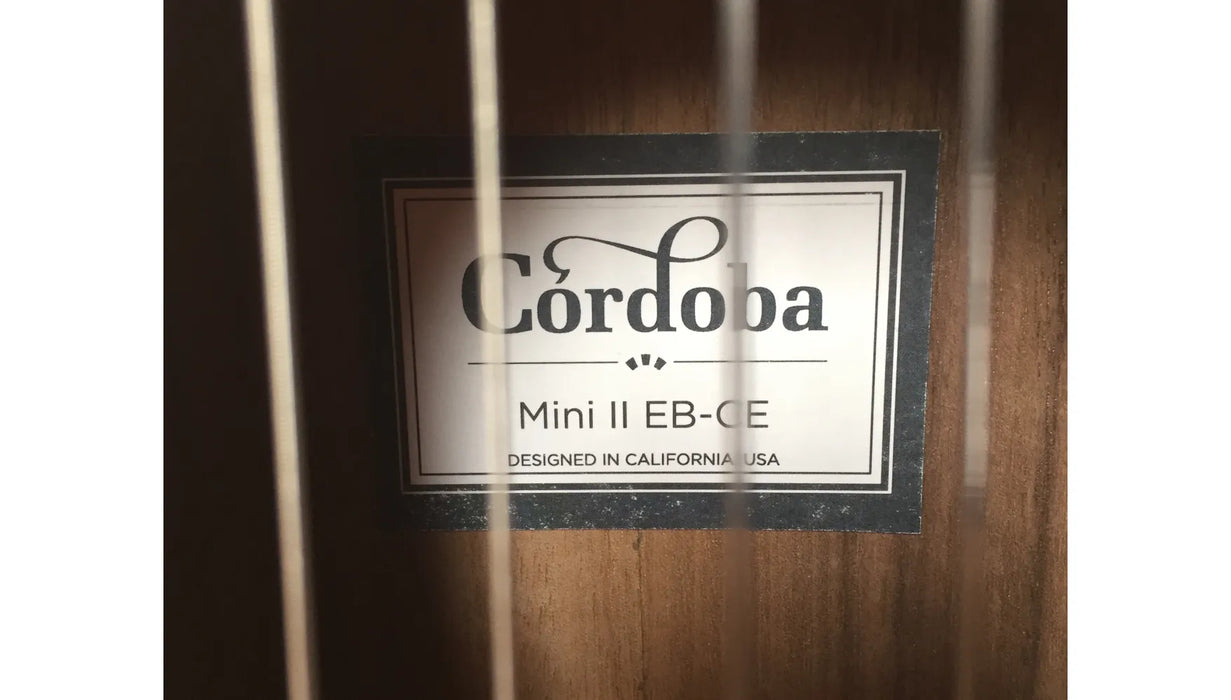 Córdoba
Mini II EB-CE
DESIGNED IN CALIFORNIA, USA